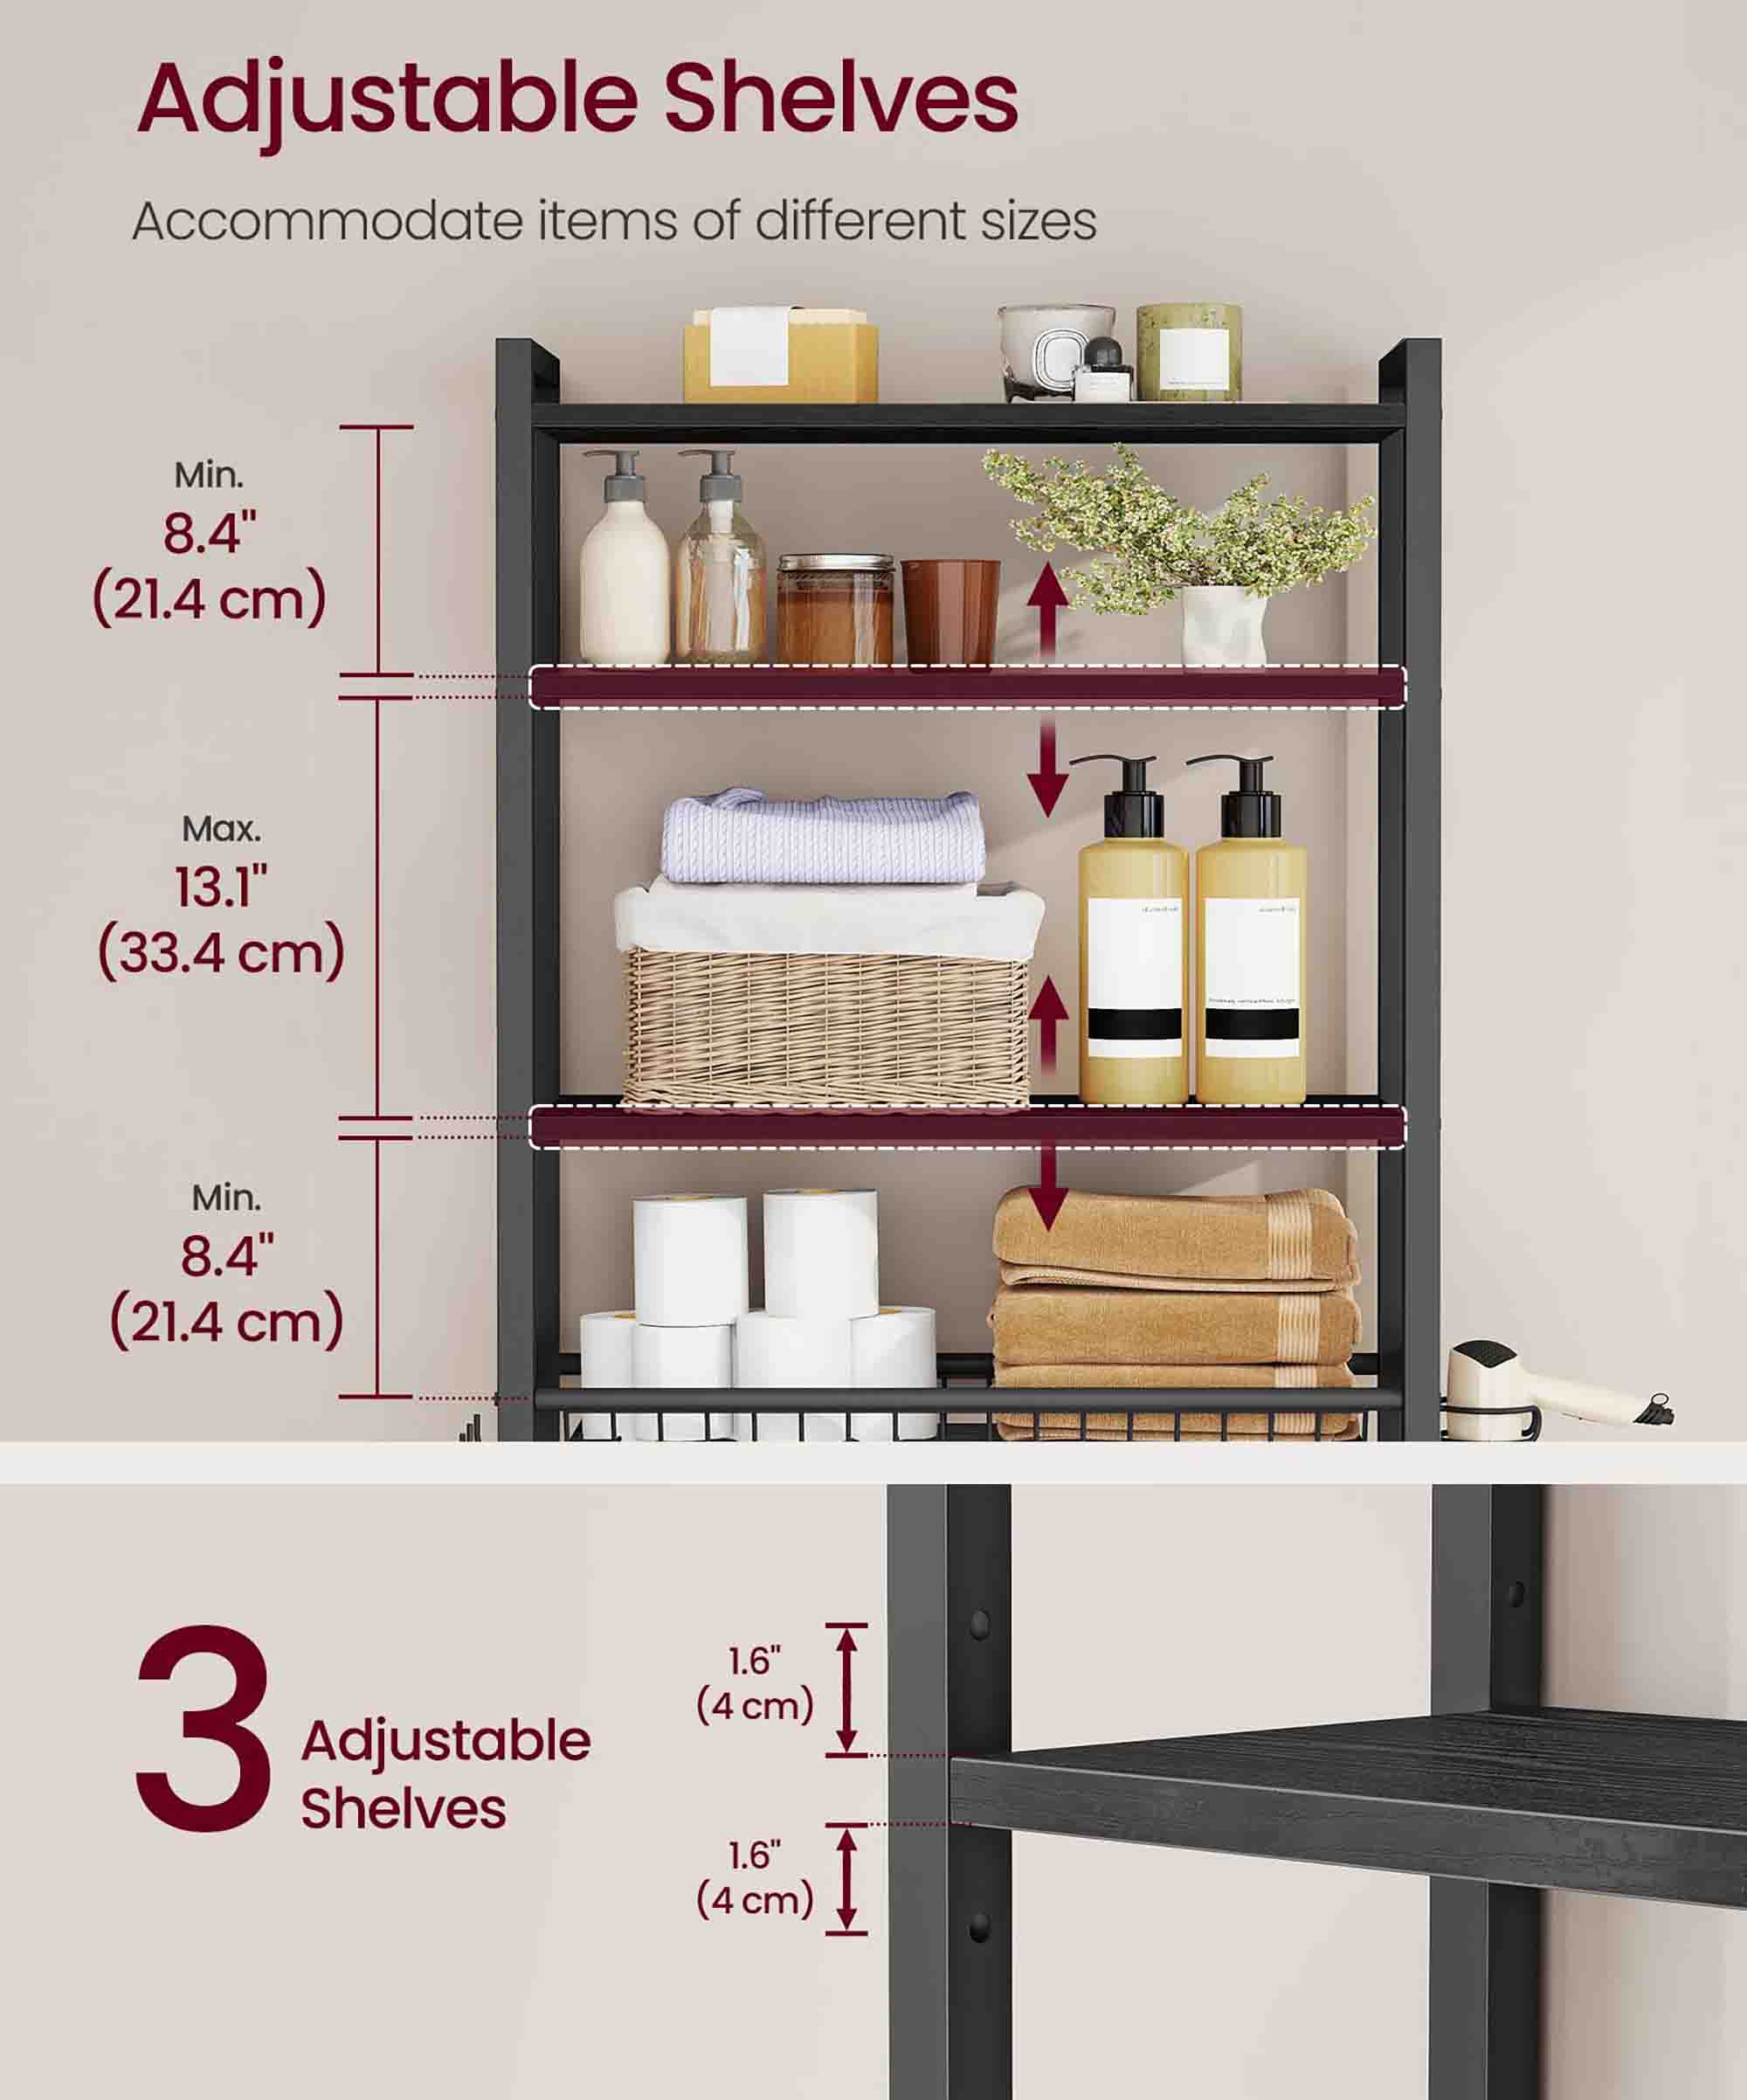 Adjustable Shelves
Accommodate items of different sizes
Min.
8.4"
(21.4 cm)
Max.
13.1"
(33.4 cm)
Min.
8.4"
(21.4 cm)
3
Adjustable
Shelves
1.6"
(4 cm)
1.6"
(4 cm)